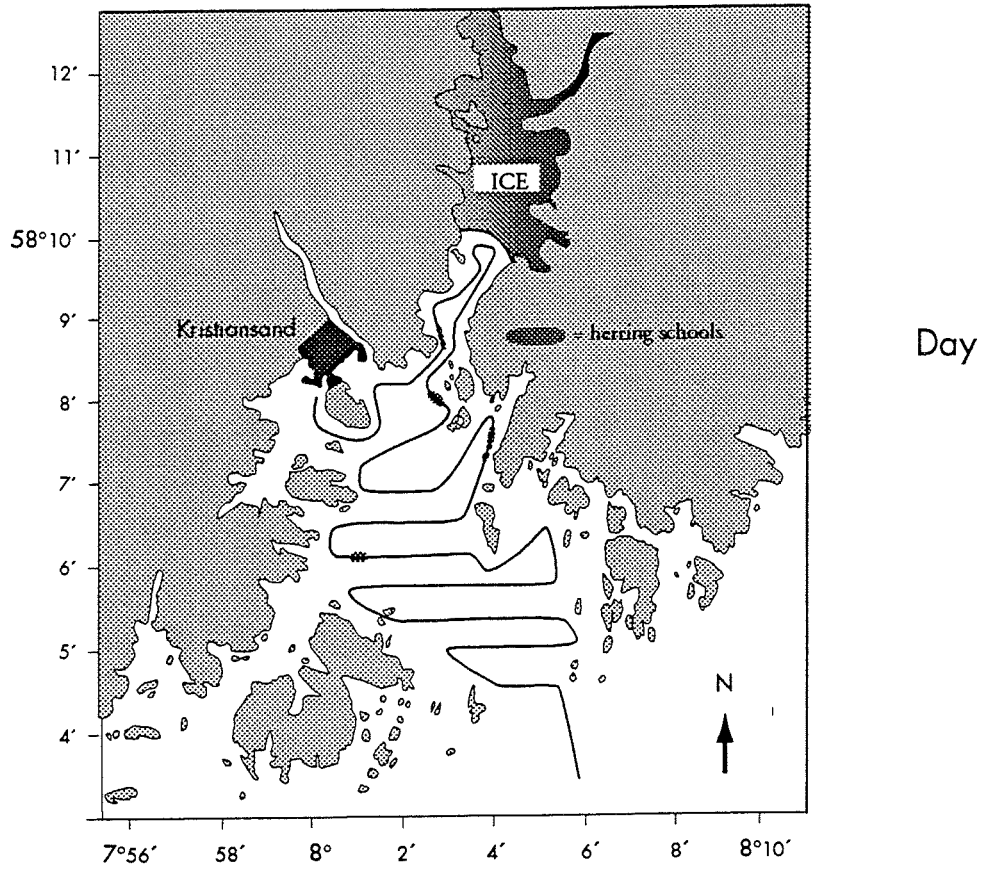 12′
11′
ICE
58°10′
9′
Kristiansand
= herring schools
Day
8′
7′
6′
5′
N
4′
7°56′ 58′ 8° 2′ 4′ 6′ 8′ 8°10′